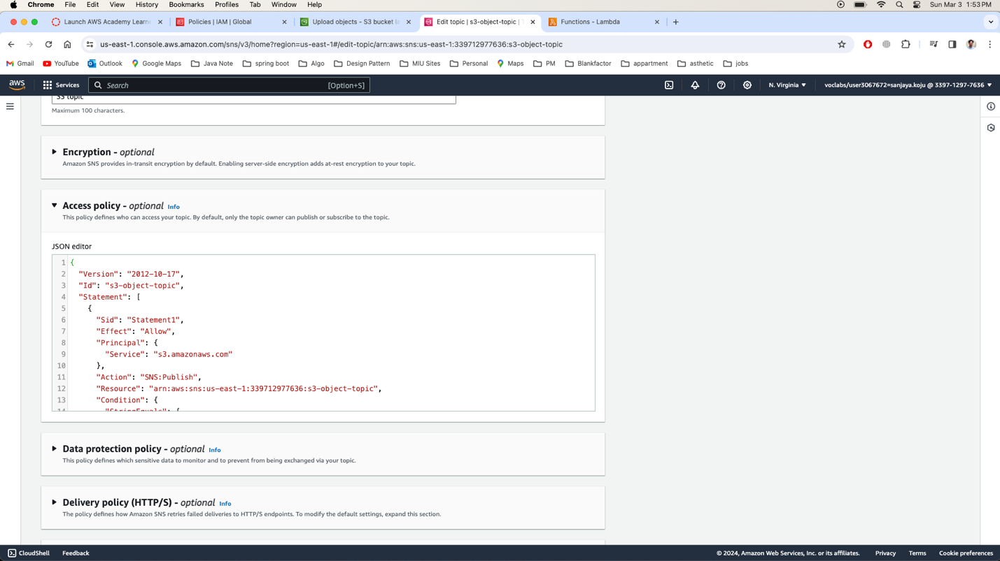 Chrome File Edit View History Bookmarks Profiles Tab Window Help Sun Mar 3 1:53 PM
Launch AWS Academy Learn
Policies | IAM | Global
Upload objects - S3 bucket
Edit topic | s3-object-topic |
Functions - Lambda
us-east-1.console.aws.amazon.com/sns/v3/home?region=us-east-1#/edit-topic/arn:aws:sns:us-east-1:339712977636:s3-object-topic
Gmail YouTube Outlook Google Maps Java Note spring boot Algo Design Pattern MIU Sites Personal Maps PM Blankfactor appartment asthetic jobs
aws Services Search [Option+S] N. Virginia voclabs/user3067672=sanjaya.koju @ 3397-1297-7636
S3 topic
Maximum 100 characters.
Encryption - optional
Amazon SNS provides in-transit encryption by default. Enabling server-side encryption adds at-rest encryption to your topic.
Access policy - optional Info
This policy defines who can access your topic. By default, only the topic owner can publish or subscribe to the topic.
JSON editor
1 {
2 "Version": "2012-10-17",
3 "Id": "s3-object-topic",
4 "Statement": [
5 {
6 "Sid": "Statement1",
7 "Effect": "Allow",
8 "Principal": {
9 "Service": "s3.amazonaws.com"
10 },
11 "Action": "SNS:Publish",
12 "Resource": "arn:aws:sns:us-east-1:339712977636:s3-object-topic",
13 "Condition": {
14 "StringEquals": {
Data protection policy - optional Info
This policy defines which sensitive data to monitor and to prevent from being exchanged via your topic.
Delivery policy (HTTP/S) - optional Info
The policy defines how Amazon SNS retries failed deliveries to HTTP/S endpoints. To modify the default settings, expand this section.
CloudShell Feedback © 2024, Amazon Web Services, Inc. or its affiliates. Privacy Terms Cookie preferences